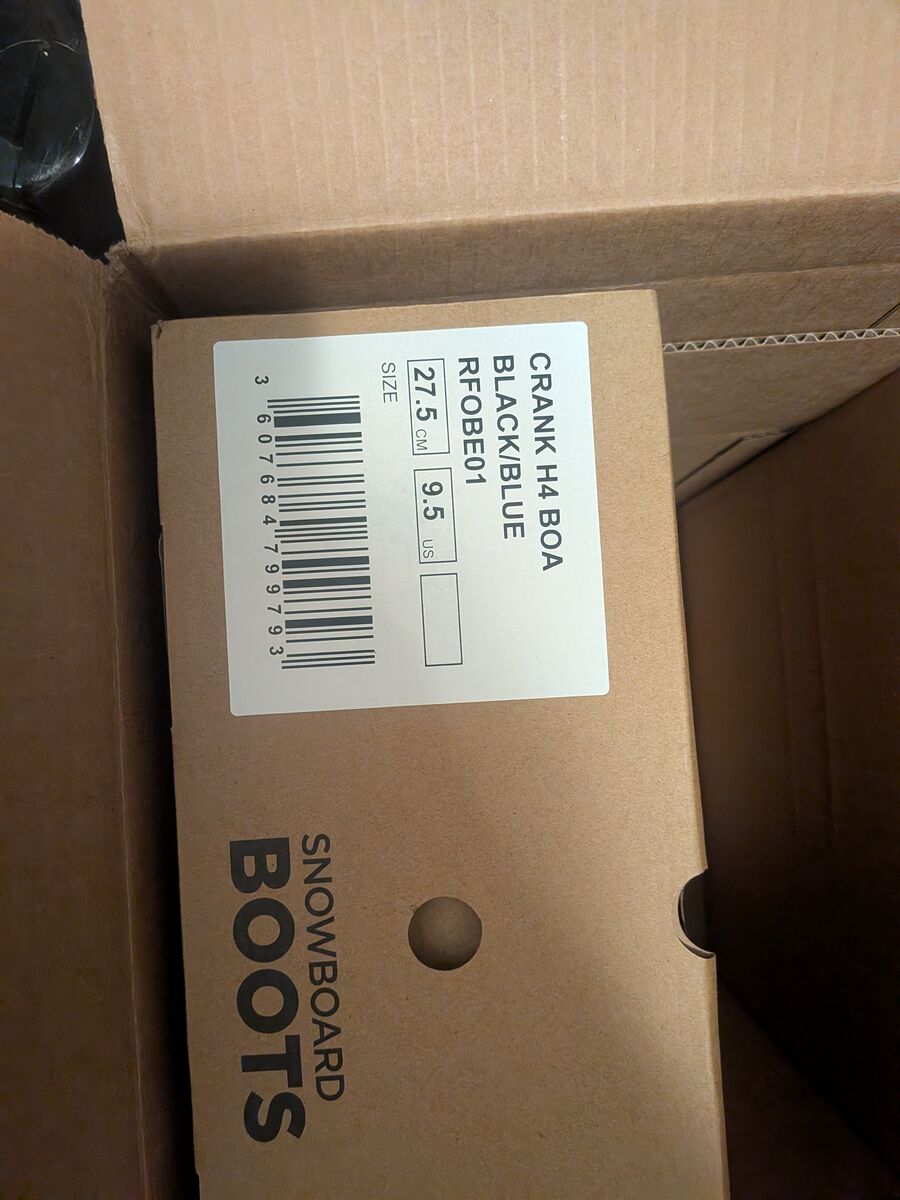 CRANK H4 BOA
BLACK/BLUE
RFOBE01
27.5 CM 9.5 US
SIZE
3 607684 799793
SNOWBOARD
BOOTS